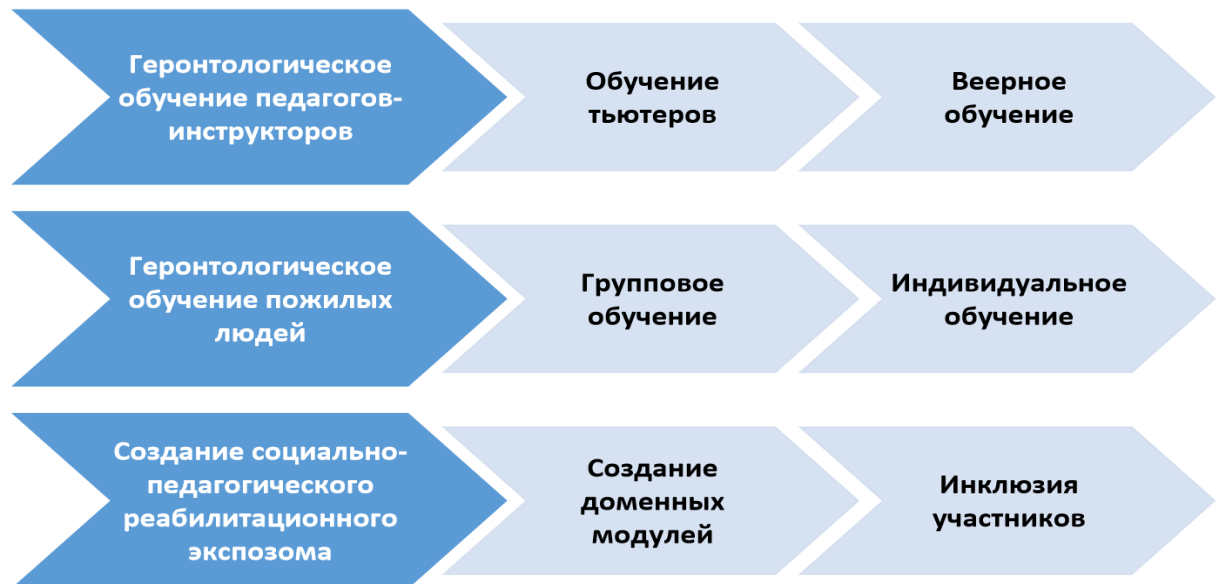 Геронтологическое
обучение педагогов-
инструкторов
Обучение
тьютеров
Веерное
обучение
Геронтологическое
обучение пожилых
людей
Групповое
обучение
Индивидуальное
обучение
Создание социально-
педагогического
реабилитационного
экспозома
Создание
доменных
модулей
Инклюзия
участников